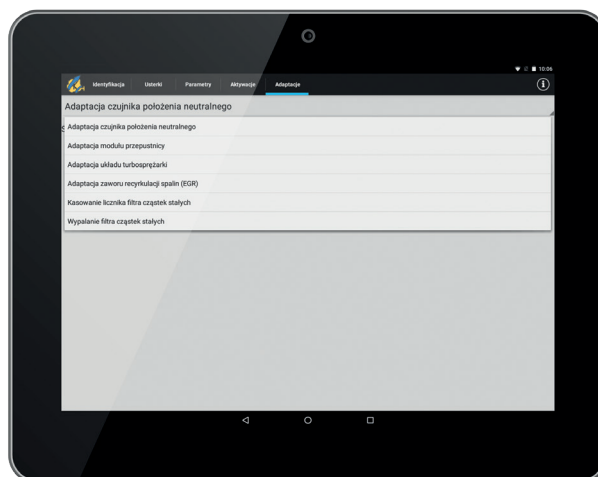 10:06
Identyfikacja Usterki Parametry Aktywacje Adaptacje
Adaptacja czujnika położenia neutralnego
Adaptacja czujnika położenia neutralnego
Adaptacja modułu przepustnicy
Adaptacja układu turbosprężarki
Adaptacja zaworu recyrkulacji spalin (EGR)
Kasowanie licznika filtra cząstek stałych
Wypalanie filtra cząstek stałych